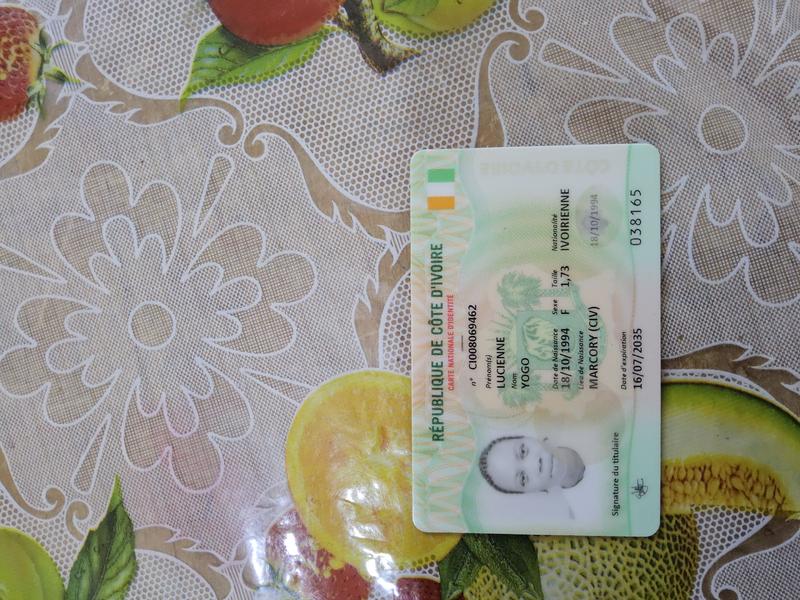 RÉPUBLIQUE DE CÔTE D'IVOIRE
CARTE NATIONALE D'IDENTITÉ
n° CI008069462
Prénom(s)
LUCIENNE
Nom
YOGO
Date de Naissance Sexe Taille Nationalité
18/10/1994 F 1,73 IVOIRIENNE
Lieu de Naissance
MARCORY (CIV)
18/10/1994
Date d'expiration
16/07/2035
Signature du titulaire
038165
CÔTE D'IVOIRE